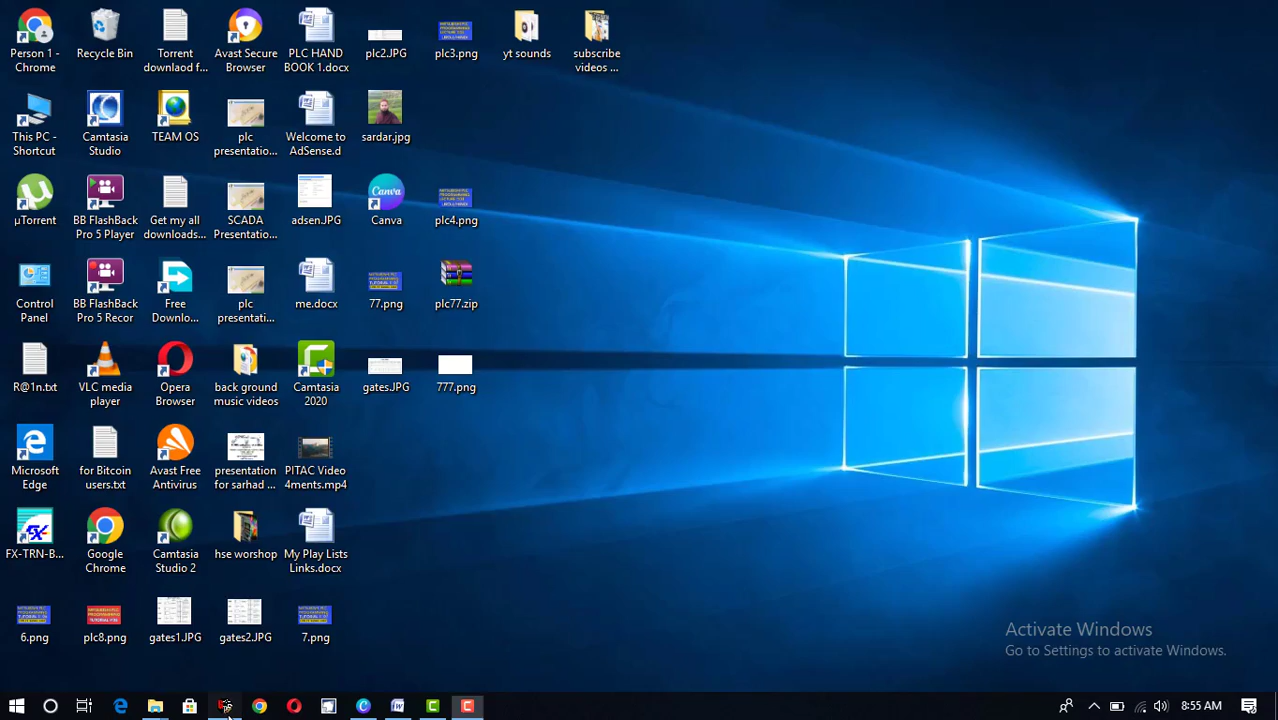 Person 1 -
Chrome
Recycle Bin
Torrent
downlaod f...
Avast Secure
Browser
PLC HAND
BOOK 1.docx
plc2.JPG
plc3.png
yt sounds
subscribe
videos ...
This PC -
Shortcut
Camtasia
Studio
TEAM OS
plc
presentatio...
Welcome to
AdSense.d
sardar.jpg
µTorrent
BB FlashBack
Pro 5 Player
Get my all
downloads...
SCADA
Presentatio...
adsen.JPG
Canva
Canva
plc4.png
Control
Panel
BB FlashBack
Pro 5 Recor
Free
Downlo...
plc
presentati...
me.docx
77.png
plc77.zip
R@1n.txt
VLC media
player
Opera
Browser
back ground
music videos
Camtasia
2020
gates.JPG
777.png
Microsoft
Edge
for Bitcoin
users.txt
Avast Free
Antivirus
presentation
for sarhad ...
PITAC Video
4ments.mp4
FX
FX-TRN-B...
Google
Chrome
Camtasia
Studio 2
hse worshop
My Play Lists
Links.docx
6.png
plc8.png
gates1.JPG
gates2.JPG
7.png
Activate Windows
Go to Settings to activate Windows.
8:55 AM